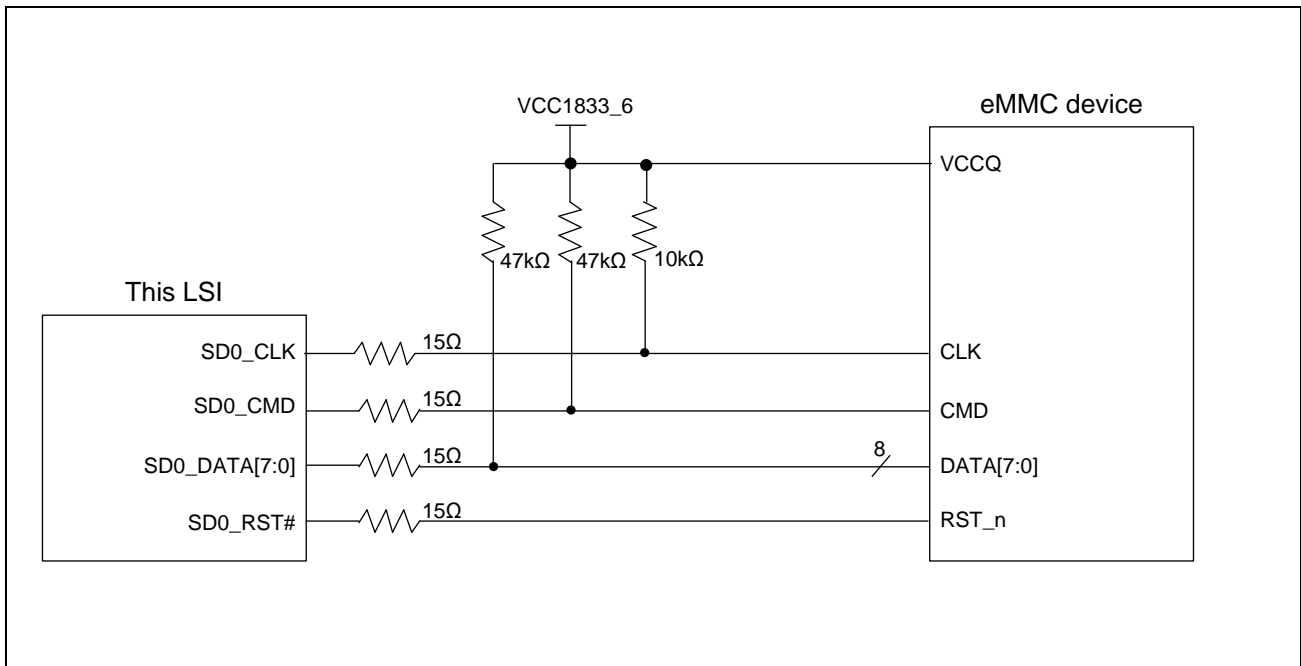 VCC1833_6
eMMC device
VCCQ
47kΩ
47kΩ
10kΩ
This LSI
SD0_CLK
15Ω
CLK
SD0_CMD
15Ω
CMD
SD0_DATA[7:0]
15Ω
8
DATA[7:0]
SD0_RST#
15Ω
RST_n